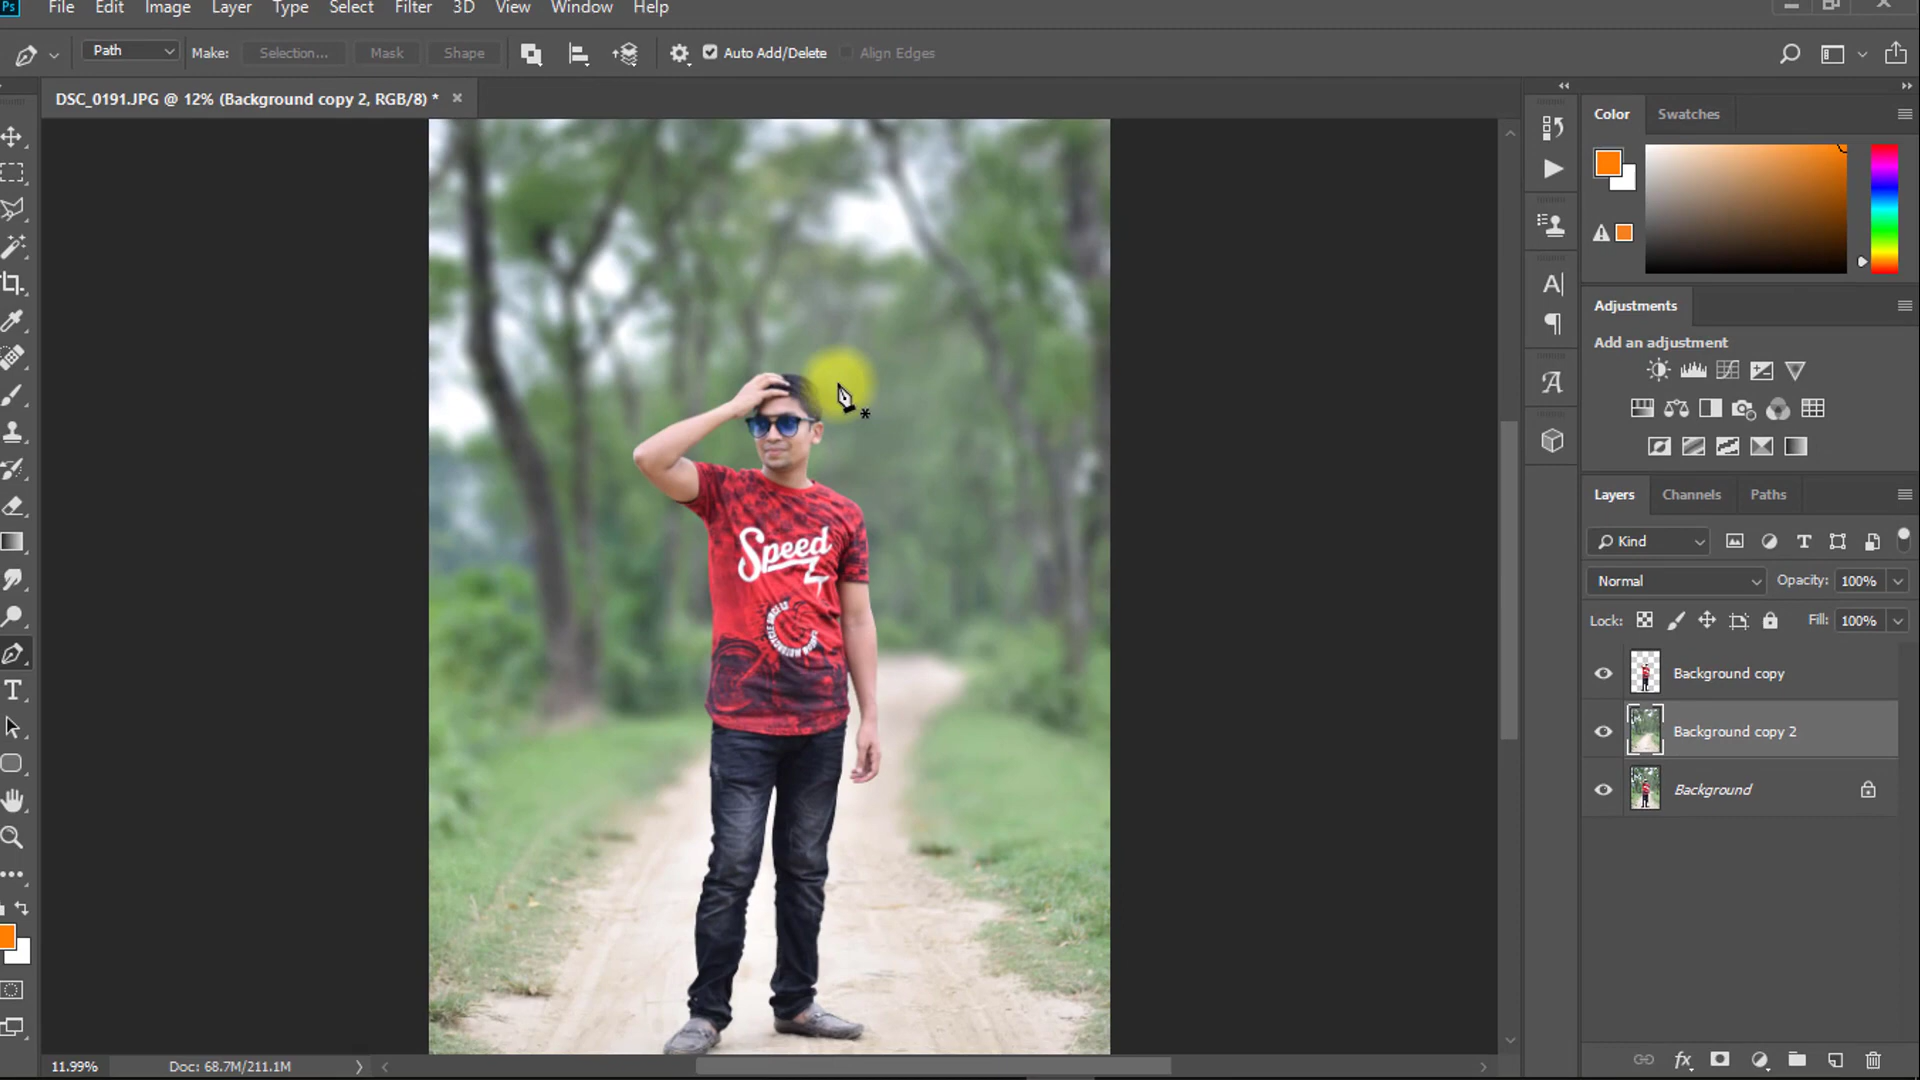 Ps File Edit Image Layer Type Select Filter 3D View Window Help
Path Make: Selection... Mask Shape Auto Add/Delete Align Edges
DSC_0191.JPG @ 12% (Background copy 2, RGB/8) * ×
Color Swatches
Adjustments
Add an adjustment
Layers Channels Paths
Kind
Normal Opacity: 100%
Lock: Fill: 100%
Background copy
Background copy 2
Background
Speed
11.99% Doc: 68.7M/211.1M